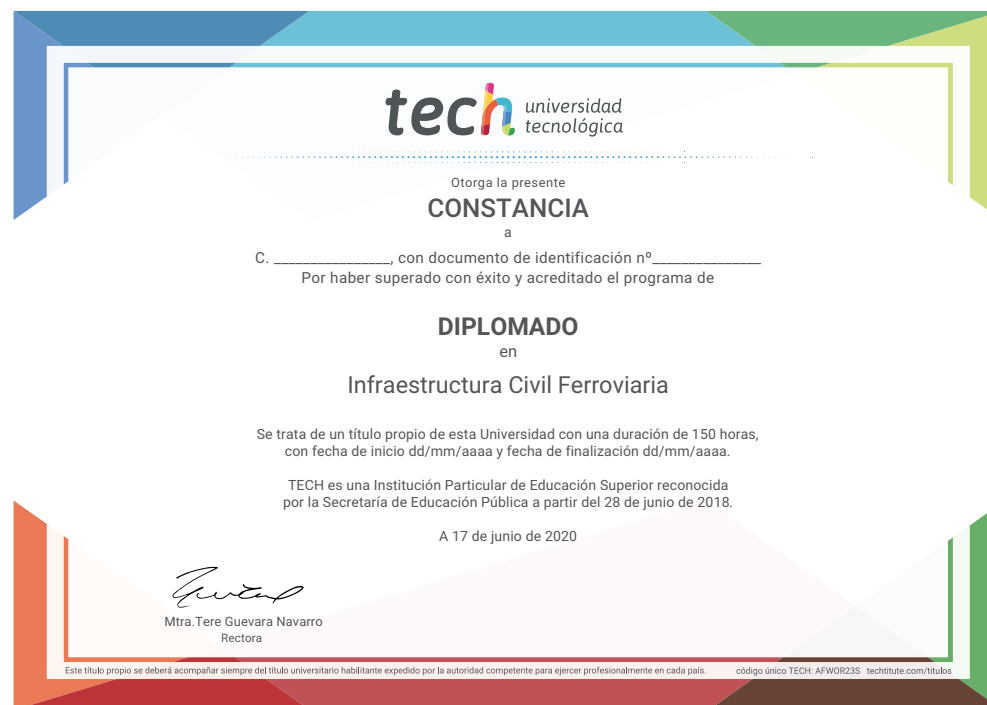 tech universidad
tecnológica
Otorga la presente
CONSTANCIA
a
C. ________________, con documento de identificación nº_______________
Por haber superado con éxito y acreditado el programa de
DIPLOMADO
en
Infraestructura Civil Ferroviaria
Se trata de un título propio de esta Universidad con una duración de 150 horas,
con fecha de inicio dd/mm/aaaa y fecha de finalización dd/mm/aaaa.
TECH es una Institución Particular de Educación Superior reconocida
por la Secretaría de Educación Pública a partir del 28 de junio de 2018.
A 17 de junio de 2020
Mtra.Tere Guevara Navarro
Rectora
Este título propio se deberá acompañar siempre del título universitario habilitante expedido por la autoridad competente para ejercer profesionalmente en cada país. código único TECH: AFWOR23S techtitute.com/titulos